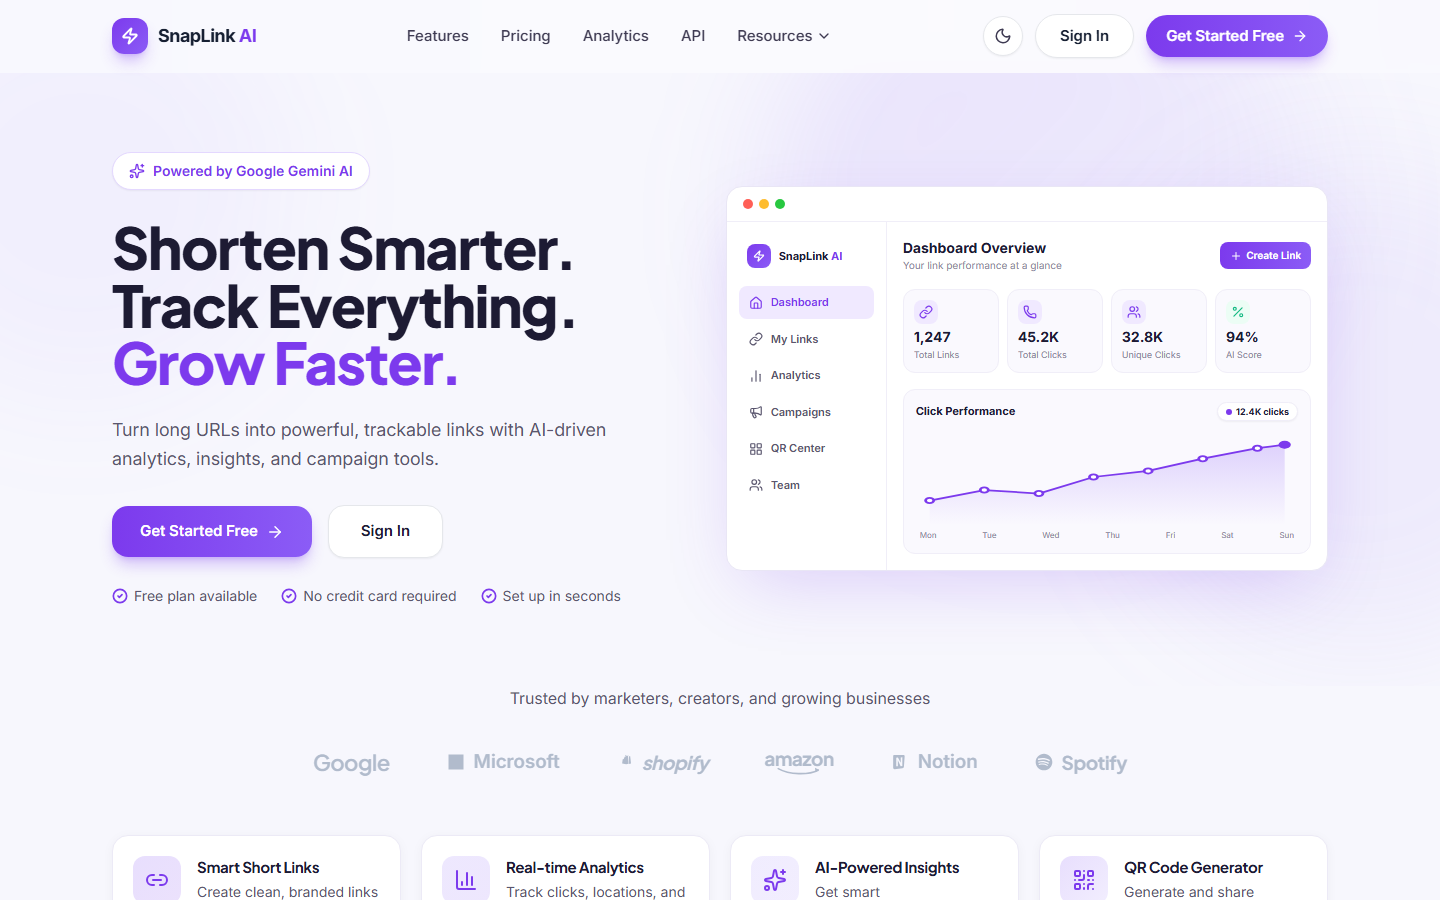 SnapLink AI
Features
Pricing
Analytics
API
Resources
Sign In
Get Started Free
Powered by Google Gemini AI
Shorten Smarter.
Track Everything.
Grow Faster.
Turn long URLs into powerful, trackable links with AI-driven
analytics, insights, and campaign tools.
Get Started Free
Sign In
Free plan available
No credit card required
Set up in seconds
SnapLink AI
Dashboard
My Links
Analytics
Campaigns
QR Center
Team
Dashboard Overview
Your link performance at a glance
Create Link
1,247
Total Links
45.2K
Total Clicks
32.8K
Unique Clicks
94%
AI Score
Click Performance
12.4K clicks
Mon
Tue
Wed
Thu
Fri
Sat
Sun
Trusted by marketers, creators, and growing businesses
Google
Microsoft
shopify
amazon
Notion
Spotify
Smart Short Links
Create clean, branded links
Real-time Analytics
Track clicks, locations, and
AI-Powered Insights
Get smart
QR Code Generator
Generate and share